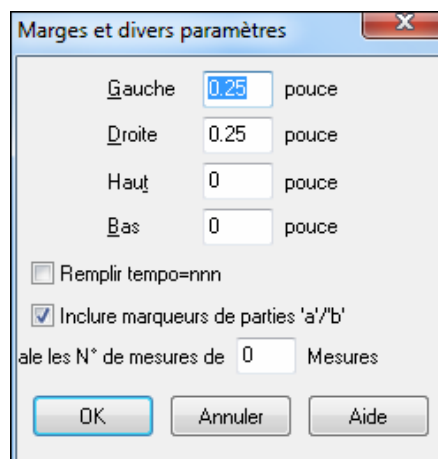 Marges et divers paramètres
Gauche 0.25 pouce
Droite 0.25 pouce
Haut 0 pouce
Bas 0 pouce
Remplir tempo=nnn
Inclure marqueurs de parties 'a'/'b'
ale les N° de mesures de 0 Mesures
OK Annuler Aide